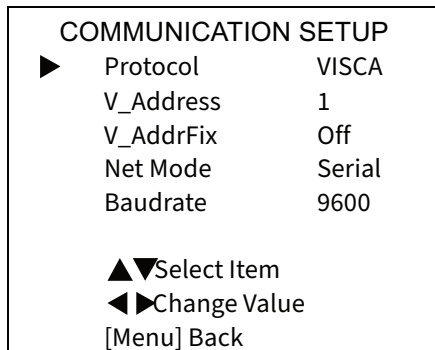 COMMUNICATION SETUP
▶ Protocol VISCA
V_Address 1
V_AddrFix Off
Net Mode Serial
Baudrate 9600
▲▼Select Item
◀▶Change Value
[Menu] Back